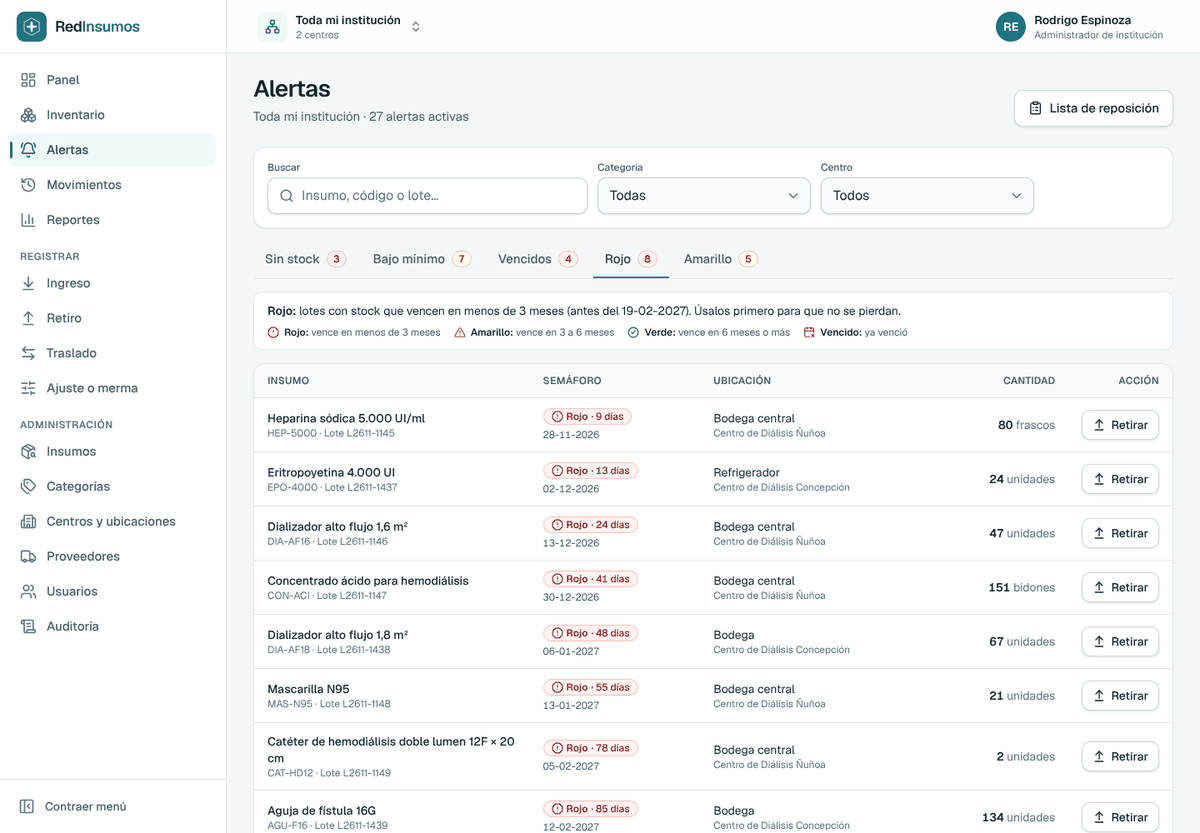 RedInsumos
Toda mi institución
2 centros
RE
Rodrigo Espinoza
Administrador de institución
Panel
Inventario
Alertas
Movimientos
Reportes
REGISTRAR
Ingreso
Retiro
Traslado
Ajuste o merma
ADMINISTRACIÓN
Insumos
Categorías
Centros y ubicaciones
Proveedores
Usuarios
Auditoría
Contraer menú
Alertas
Toda mi institución · 27 alertas activas
Lista de reposición
Buscar
Insumo, código o lote...
Categoría
Todas
Centro
Todos
Sin stock 3
Bajo mínimo 7
Vencidos 4
Rojo 8
Amarillo 5
Rojo: lotes con stock que vencen en menos de 3 meses (antes del 19-02-2027). Úsalos primero para que no se pierdan.
Rojo: vence en menos de 3 meses Amarillo: vence en 3 a 6 meses Verde: vence en 6 meses o más Vencido: ya venció
INSUMO SEMÁFORO UBICACIÓN CANTIDAD ACCIÓN
Heparina sódica 5.000 UI/ml
HEP-5000 · Lote L2611-1145
Rojo · 9 días
28-11-2026
Bodega central
Centro de Diálisis Ñuñoa
80 frascos
Retirar
Eritropoyetina 4.000 UI
EPO-4000 · Lote L2611-1437
Rojo · 13 días
02-12-2026
Refrigerador
Centro de Diálisis Concepción
24 unidades
Retirar
Dializador alto flujo 1,6 m²
DIA-AF16 · Lote L2611-1146
Rojo · 24 días
13-12-2026
Bodega central
Centro de Diálisis Ñuñoa
47 unidades
Retirar
Concentrado ácido para hemodiálisis
CON-ACI · Lote L2611-1147
Rojo · 41 días
30-12-2026
Bodega central
Centro de Diálisis Ñuñoa
151 bidones
Retirar
Dializador alto flujo 1,8 m²
DIA-AF18 · Lote L2611-1438
Rojo · 48 días
06-01-2027
Bodega
Centro de Diálisis Concepción
67 unidades
Retirar
Mascarilla N95
MAS-N95 · Lote L2611-1148
Rojo · 55 días
13-01-2027
Bodega central
Centro de Diálisis Ñuñoa
21 unidades
Retirar
Catéter de hemodiálisis doble lumen 12F × 20
cm
CAT-HD12 · Lote L2611-1149
Rojo · 78 días
05-02-2027
Bodega central
Centro de Diálisis Ñuñoa
2 unidades
Retirar
Aguja de fístula 16G
AGU-F16 · Lote L2611-1439
Rojo · 85 días
12-02-2027
Bodega
Centro de Diálisis Concepción
134 unidades
Retirar